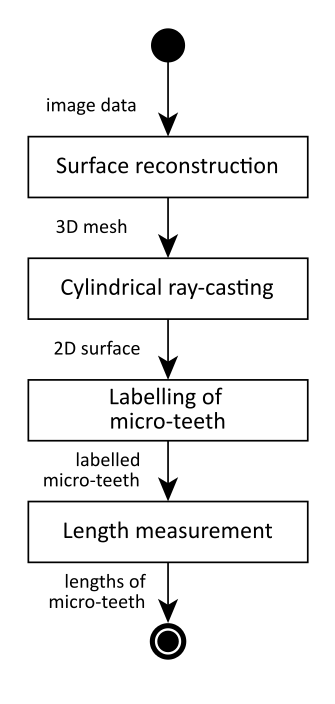 image data
Surface reconstruction
3D mesh
Cylindrical ray-casting
2D surface
Labelling of
micro-teeth
labelled
micro-teeth
Length measurement
lengths of
micro-teeth